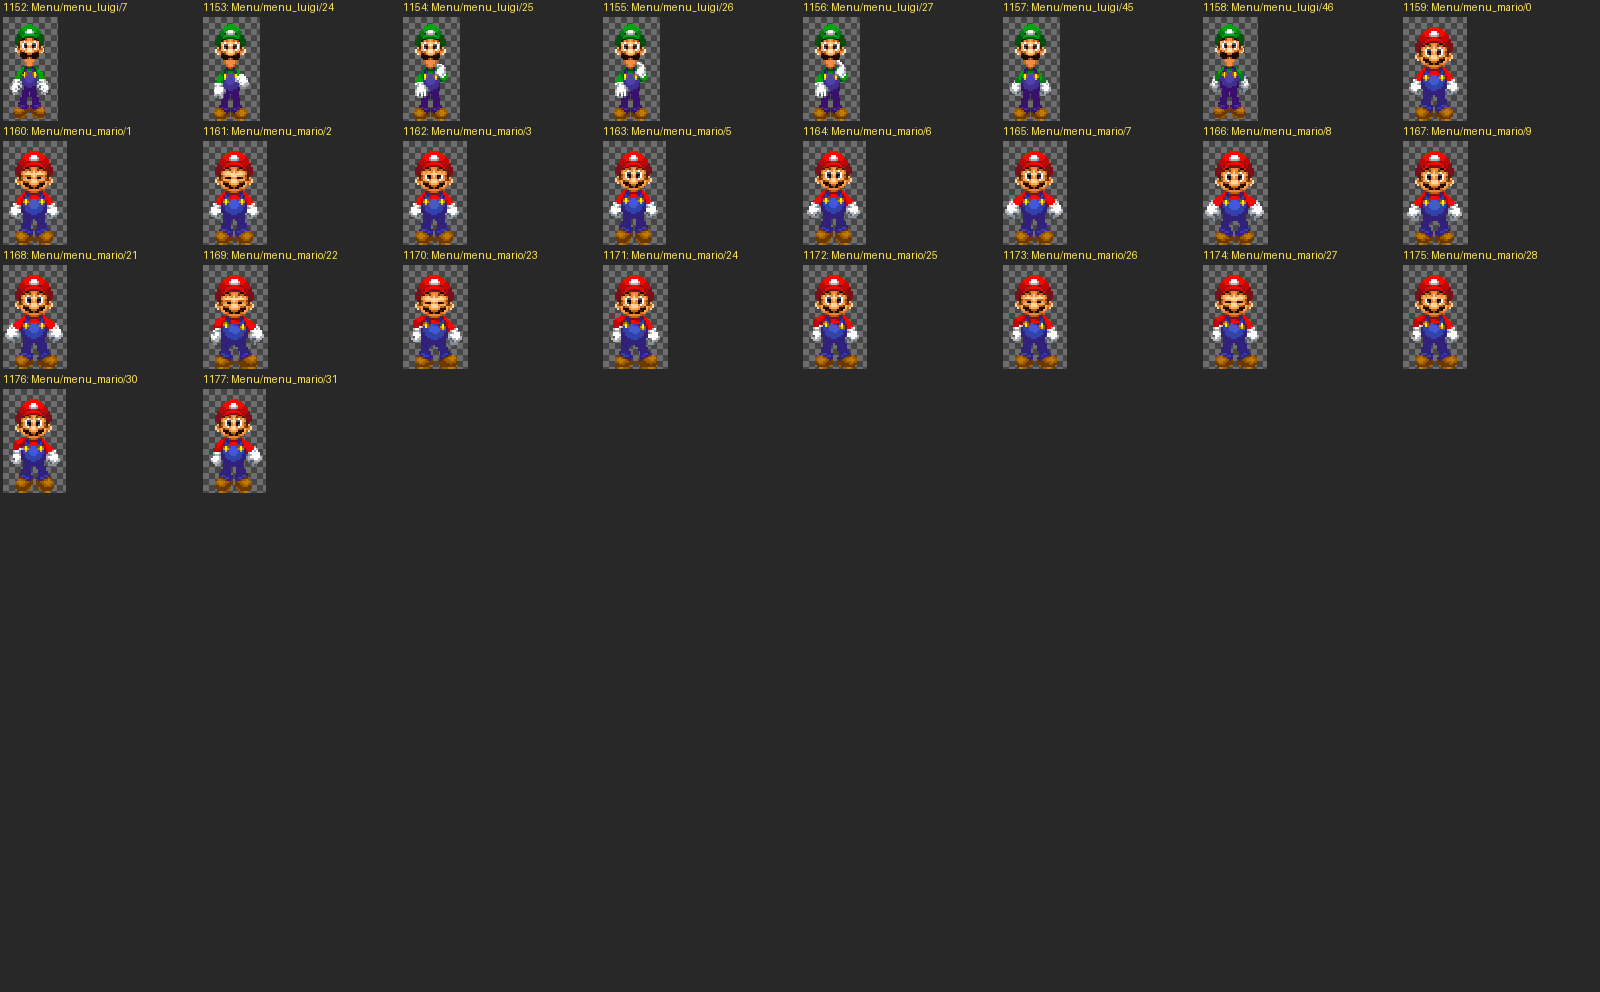 1152: Menu/menu_luigi/7
1153: Menu/menu_luigi/24
1154: Menu/menu_luigi/25
1155: Menu/menu_luigi/26
1156: Menu/menu_luigi/27
1157: Menu/menu_luigi/45
1158: Menu/menu_luigi/46
1159: Menu/menu_mario/0
1160: Menu/menu_mario/1
1161: Menu/menu_mario/2
1162: Menu/menu_mario/3
1163: Menu/menu_mario/5
1164: Menu/menu_mario/6
1165: Menu/menu_mario/7
1166: Menu/menu_mario/8
1167: Menu/menu_mario/9
1168: Menu/menu_mario/21
1169: Menu/menu_mario/22
1170: Menu/menu_mario/23
1171: Menu/menu_mario/24
1172: Menu/menu_mario/25
1173: Menu/menu_mario/26
1174: Menu/menu_mario/27
1175: Menu/menu_mario/28
1176: Menu/menu_mario/30
1177: Menu/menu_mario/31